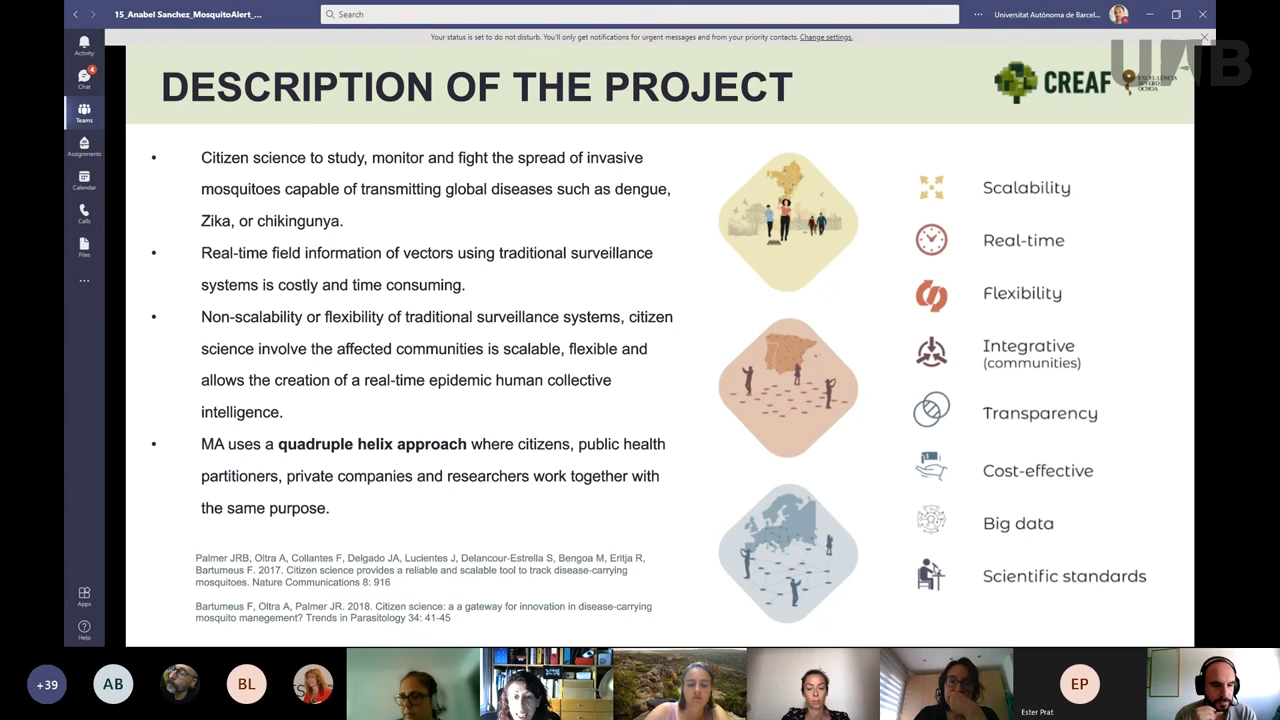 15_Anabel Sanchez_MosquitoAlert_...
Search
Universitat Autònoma de Barcel...
Your status is set to do not disturb. You'll only get notifications for urgent messages and from your priority contacts. Change settings.
Activity
4
Chat
Teams
Assignments
Calendar
Calls
Files
Apps
Help
UAB
DESCRIPTION OF THE PROJECT
CREAF
EXCELENCIA
SEVERO
OCHOA
• Citizen science to study, monitor and fight the spread of invasive
mosquitoes capable of transmitting global diseases such as dengue,
Zika, or chikingunya.
• Real-time field information of vectors using traditional surveillance
systems is costly and time consuming.
• Non-scalability or flexibility of traditional surveillance systems, citizen
science involve the affected communities is scalable, flexible and
allows the creation of a real-time epidemic human collective
intelligence.
• MA uses a quadruple helix approach where citizens, public health
partitioners, private companies and researchers work together with
the same purpose.
Palmer JRB, Oltra A, Collantes F, Delgado JA, Lucientes J, Delancour-Estrella S, Bengoa M, Eritja R,
Bartumeus F. 2017. Citizen science provides a reliable and scalable tool to track disease-carrying
mosquitoes. Nature Communications 8: 916
Bartumeus F, Oltra A, Palmer JR. 2018. Citizen science: a a gateway for innovation in disease-carrying
mosquito manegement? Trends in Parasitology 34: 41-45
Scalability
Real-time
Flexibility
Integrative
(communities)
Transparency
Cost-effective
Big data
Scientific standards
+39
AB
BL
EP
Ester Prat